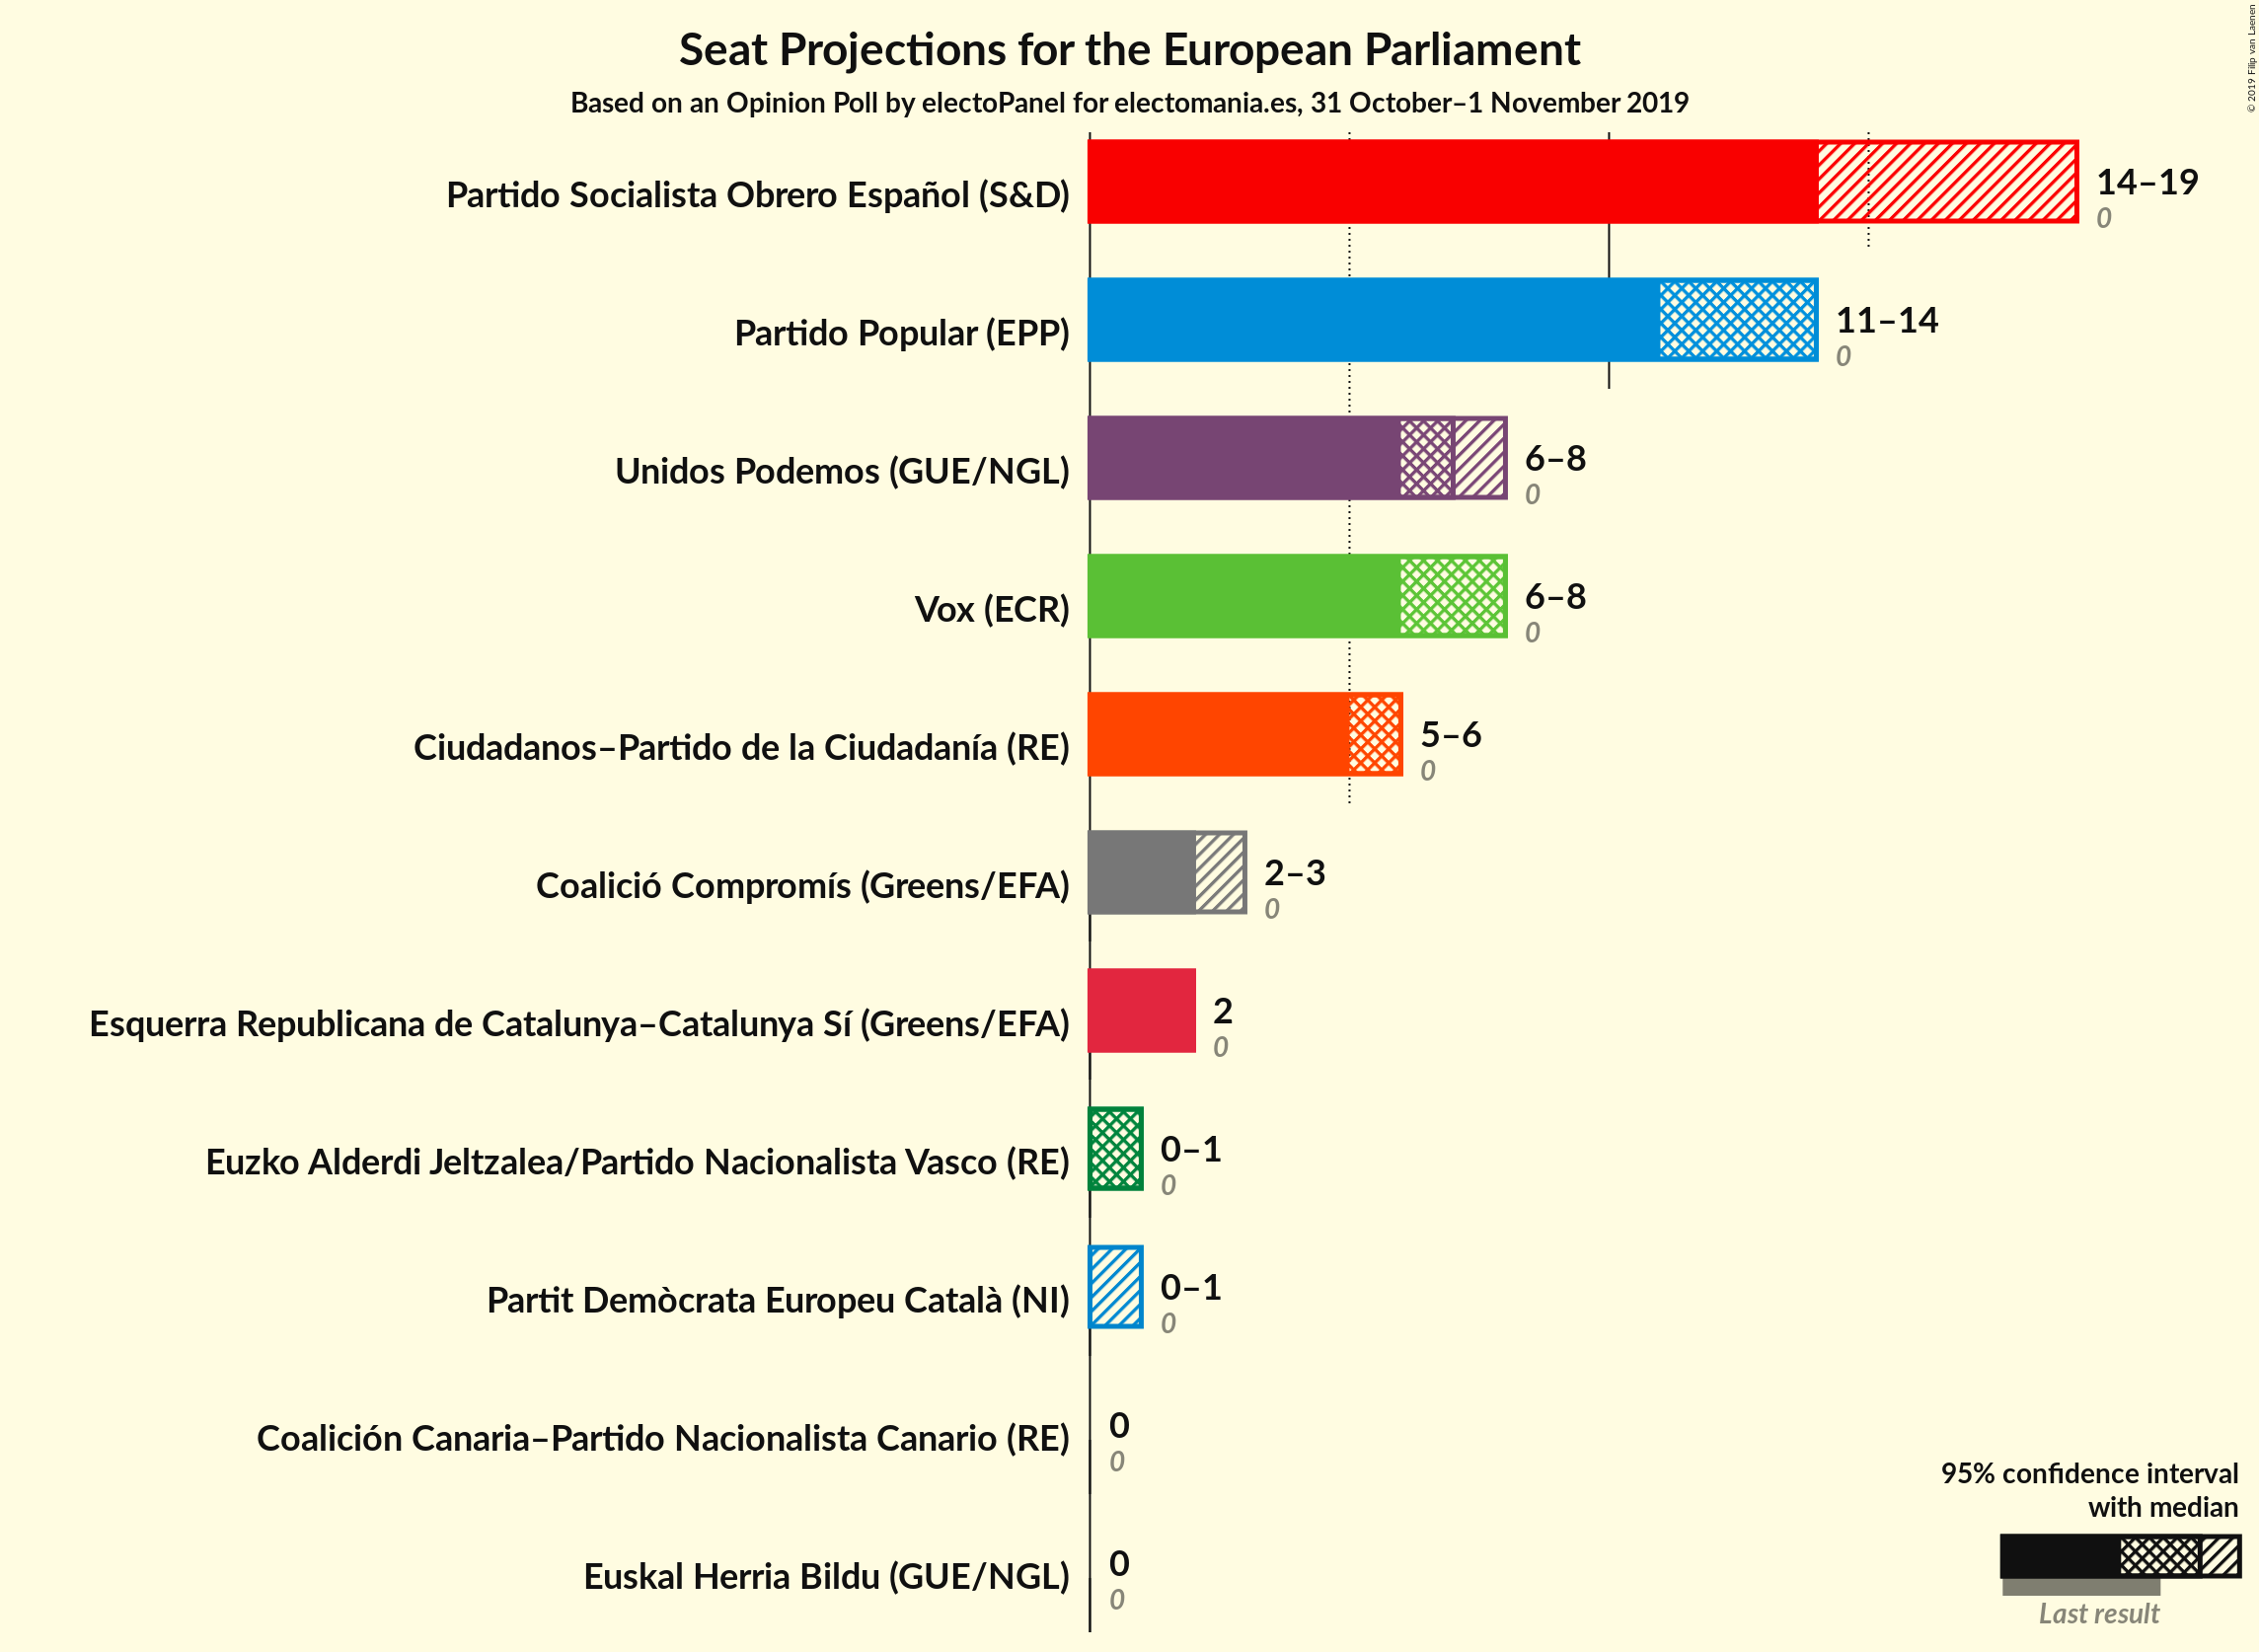 Seat Projections for the European Parliament
Based on an Opinion Poll by electoPanel for electomania.es, 31 October–1 November 2019
© 2019 Filip van Laenen
Partido Socialista Obrero Español (S&D)
14–19
0
Partido Popular (EPP)
11–14
0
Unidos Podemos (GUE/NGL)
6–8
0
Vox (ECR)
6–8
0
Ciudadanos–Partido de la Ciudadanía (RE)
5–6
0
Coalició Compromís (Greens/EFA)
2–3
0
Esquerra Republicana de Catalunya–Catalunya Sí (Greens/EFA)
2
0
Euzko Alderdi Jeltzalea/Partido Nacionalista Vasco (RE)
0–1
0
Partit Demòcrata Europeu Català (NI)
0–1
0
Coalición Canaria–Partido Nacionalista Canario (RE)
0
0
Euskal Herria Bildu (GUE/NGL)
0
0
95% confidence interval
with median
Last result